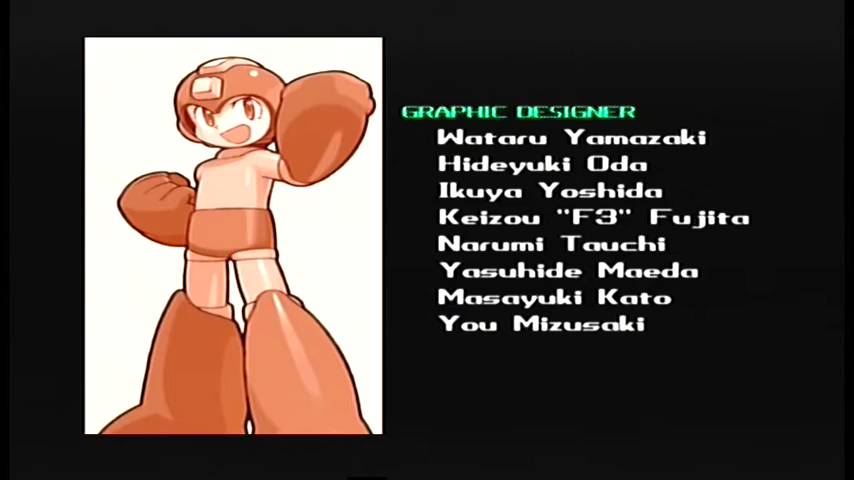 GRAPHIC DESIGNER
Wataru Yamazaki
Hideyuki Oda
Ikuya Yoshida
Keizou "F3" Fujita
Narumi Tauchi
Yasuhide Maeda
Masayuki Kato
You Mizusaki